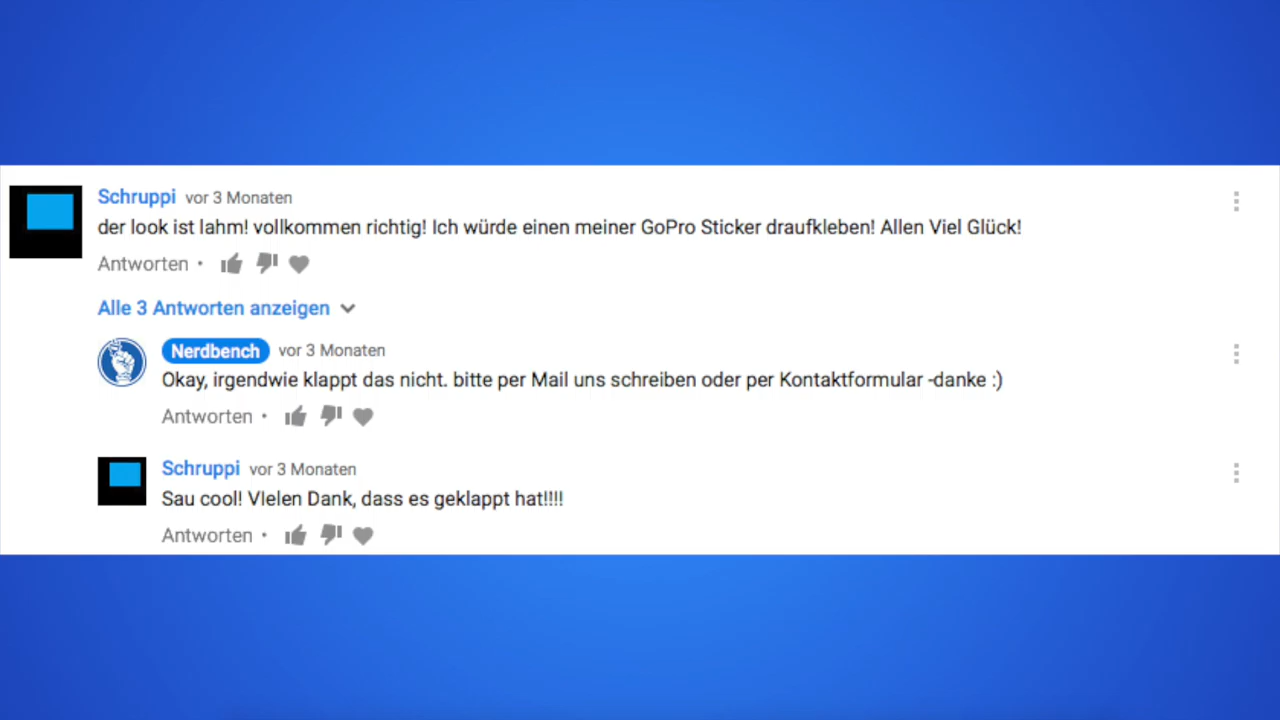 Schruppi vor 3 Monaten
der look ist lahm! vollkommen richtig! Ich würde einen meiner GoPro Sticker draufkleben! Allen Viel Glück!
Antworten •
Alle 3 Antworten anzeigen
Nerdbench vor 3 Monaten
Okay, irgendwie klappt das nicht. bitte per Mail uns schreiben oder per Kontaktformular -danke :)
Antworten •
Schruppi vor 3 Monaten
Sau cool! VIelen Dank, dass es geklappt hat!!!!
Antworten •